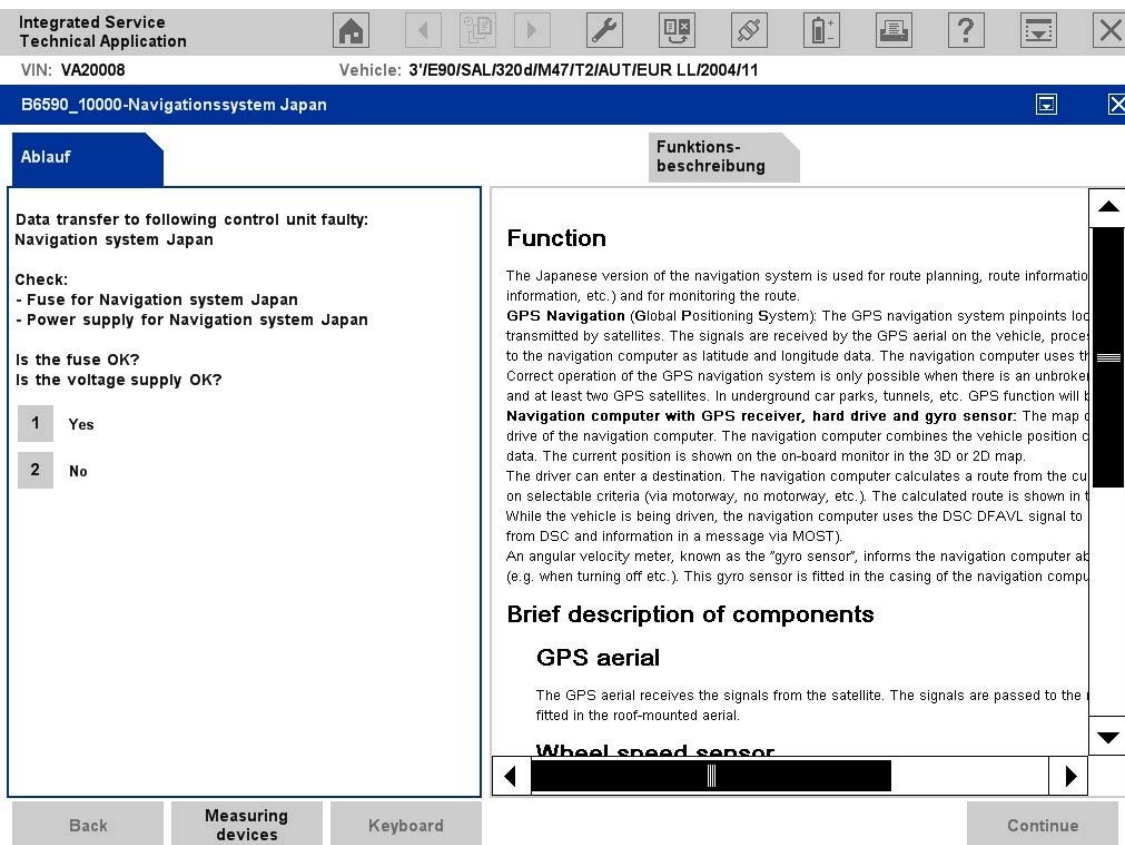 Integrated Service
Technical Application
VIN: VA20008 Vehicle: 3'/E90/SAL/320d/M47/T2/AUT/EUR LL/2004/11
B6590_10000-Navigationssystem Japan
Ablauf
Funktions-
beschreibung
Data transfer to following control unit faulty:
Navigation system Japan
Check:
- Fuse for Navigation system Japan
- Power supply for Navigation system Japan
Is the fuse OK?
Is the voltage supply OK?
1 Yes
2 No
Function
The Japanese version of the navigation system is used for route planning, route informatio
information, etc.) and for monitoring the route.
GPS Navigation (Global Positioning System): The GPS navigation system pinpoints loc
transmitted by satellites. The signals are received by the GPS aerial on the vehicle, proce
to the navigation computer as latitude and longitude data. The navigation computer uses th
Correct operation of the GPS navigation system is only possible when there is an unbroke
and at least two GPS satellites. In underground car parks, tunnels, etc. GPS function will b
Navigation computer with GPS receiver, hard drive and gyro sensor: The map
drive of the navigation computer. The navigation computer combines the vehicle position c
data. The current position is shown on the on-board monitor in the 3D or 2D map.
The driver can enter a destination. The navigation computer calculates a route from the cu
on selectable criteria (via motorway, no motorway, etc.). The calculated route is shown in t
While the vehicle is being driven, the navigation computer uses the DSC DFAVL signal to
from DSC and information in a message via MOST).
An angular velocity meter, known as the "gyro sensor", informs the navigation computer ab
(e.g. when turning off etc.). This gyro sensor is fitted in the casing of the navigation compu
Brief description of components
GPS aerial
The GPS aerial receives the signals from the satellite. The signals are passed to the
fitted in the roof-mounted aerial.
Wheel speed sensor
Back
Measuring
devices
Keyboard
Continue